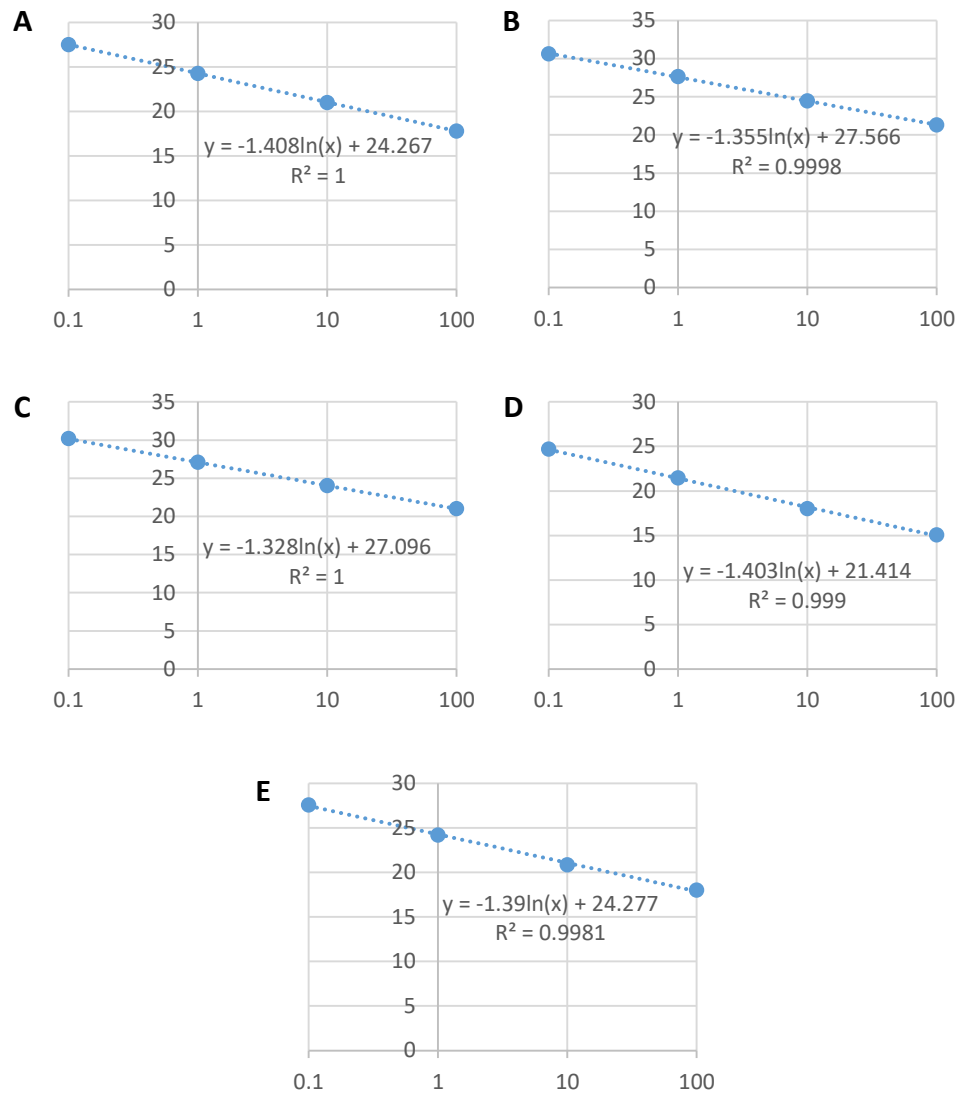 A
30
25
20
15
10
5
0
y = -1.408ln(x) + 24.267
R² = 1
0.1 1 10 100
B
35
30
25
20
15
10
5
0
y = -1.355ln(x) + 27.566
R² = 0.9998
0.1 1 10 100
C
35
30
25
20
15
10
5
0
y = -1.328ln(x) + 27.096
R² = 1
0.1 1 10 100
D
30
25
20
15
10
5
0
y = -1.403ln(x) + 21.414
R² = 0.999
0.1 1 10 100
E
30
25
20
15
10
5
0
y = -1.39ln(x) + 24.277
R² = 0.9981
0.1 1 10 100